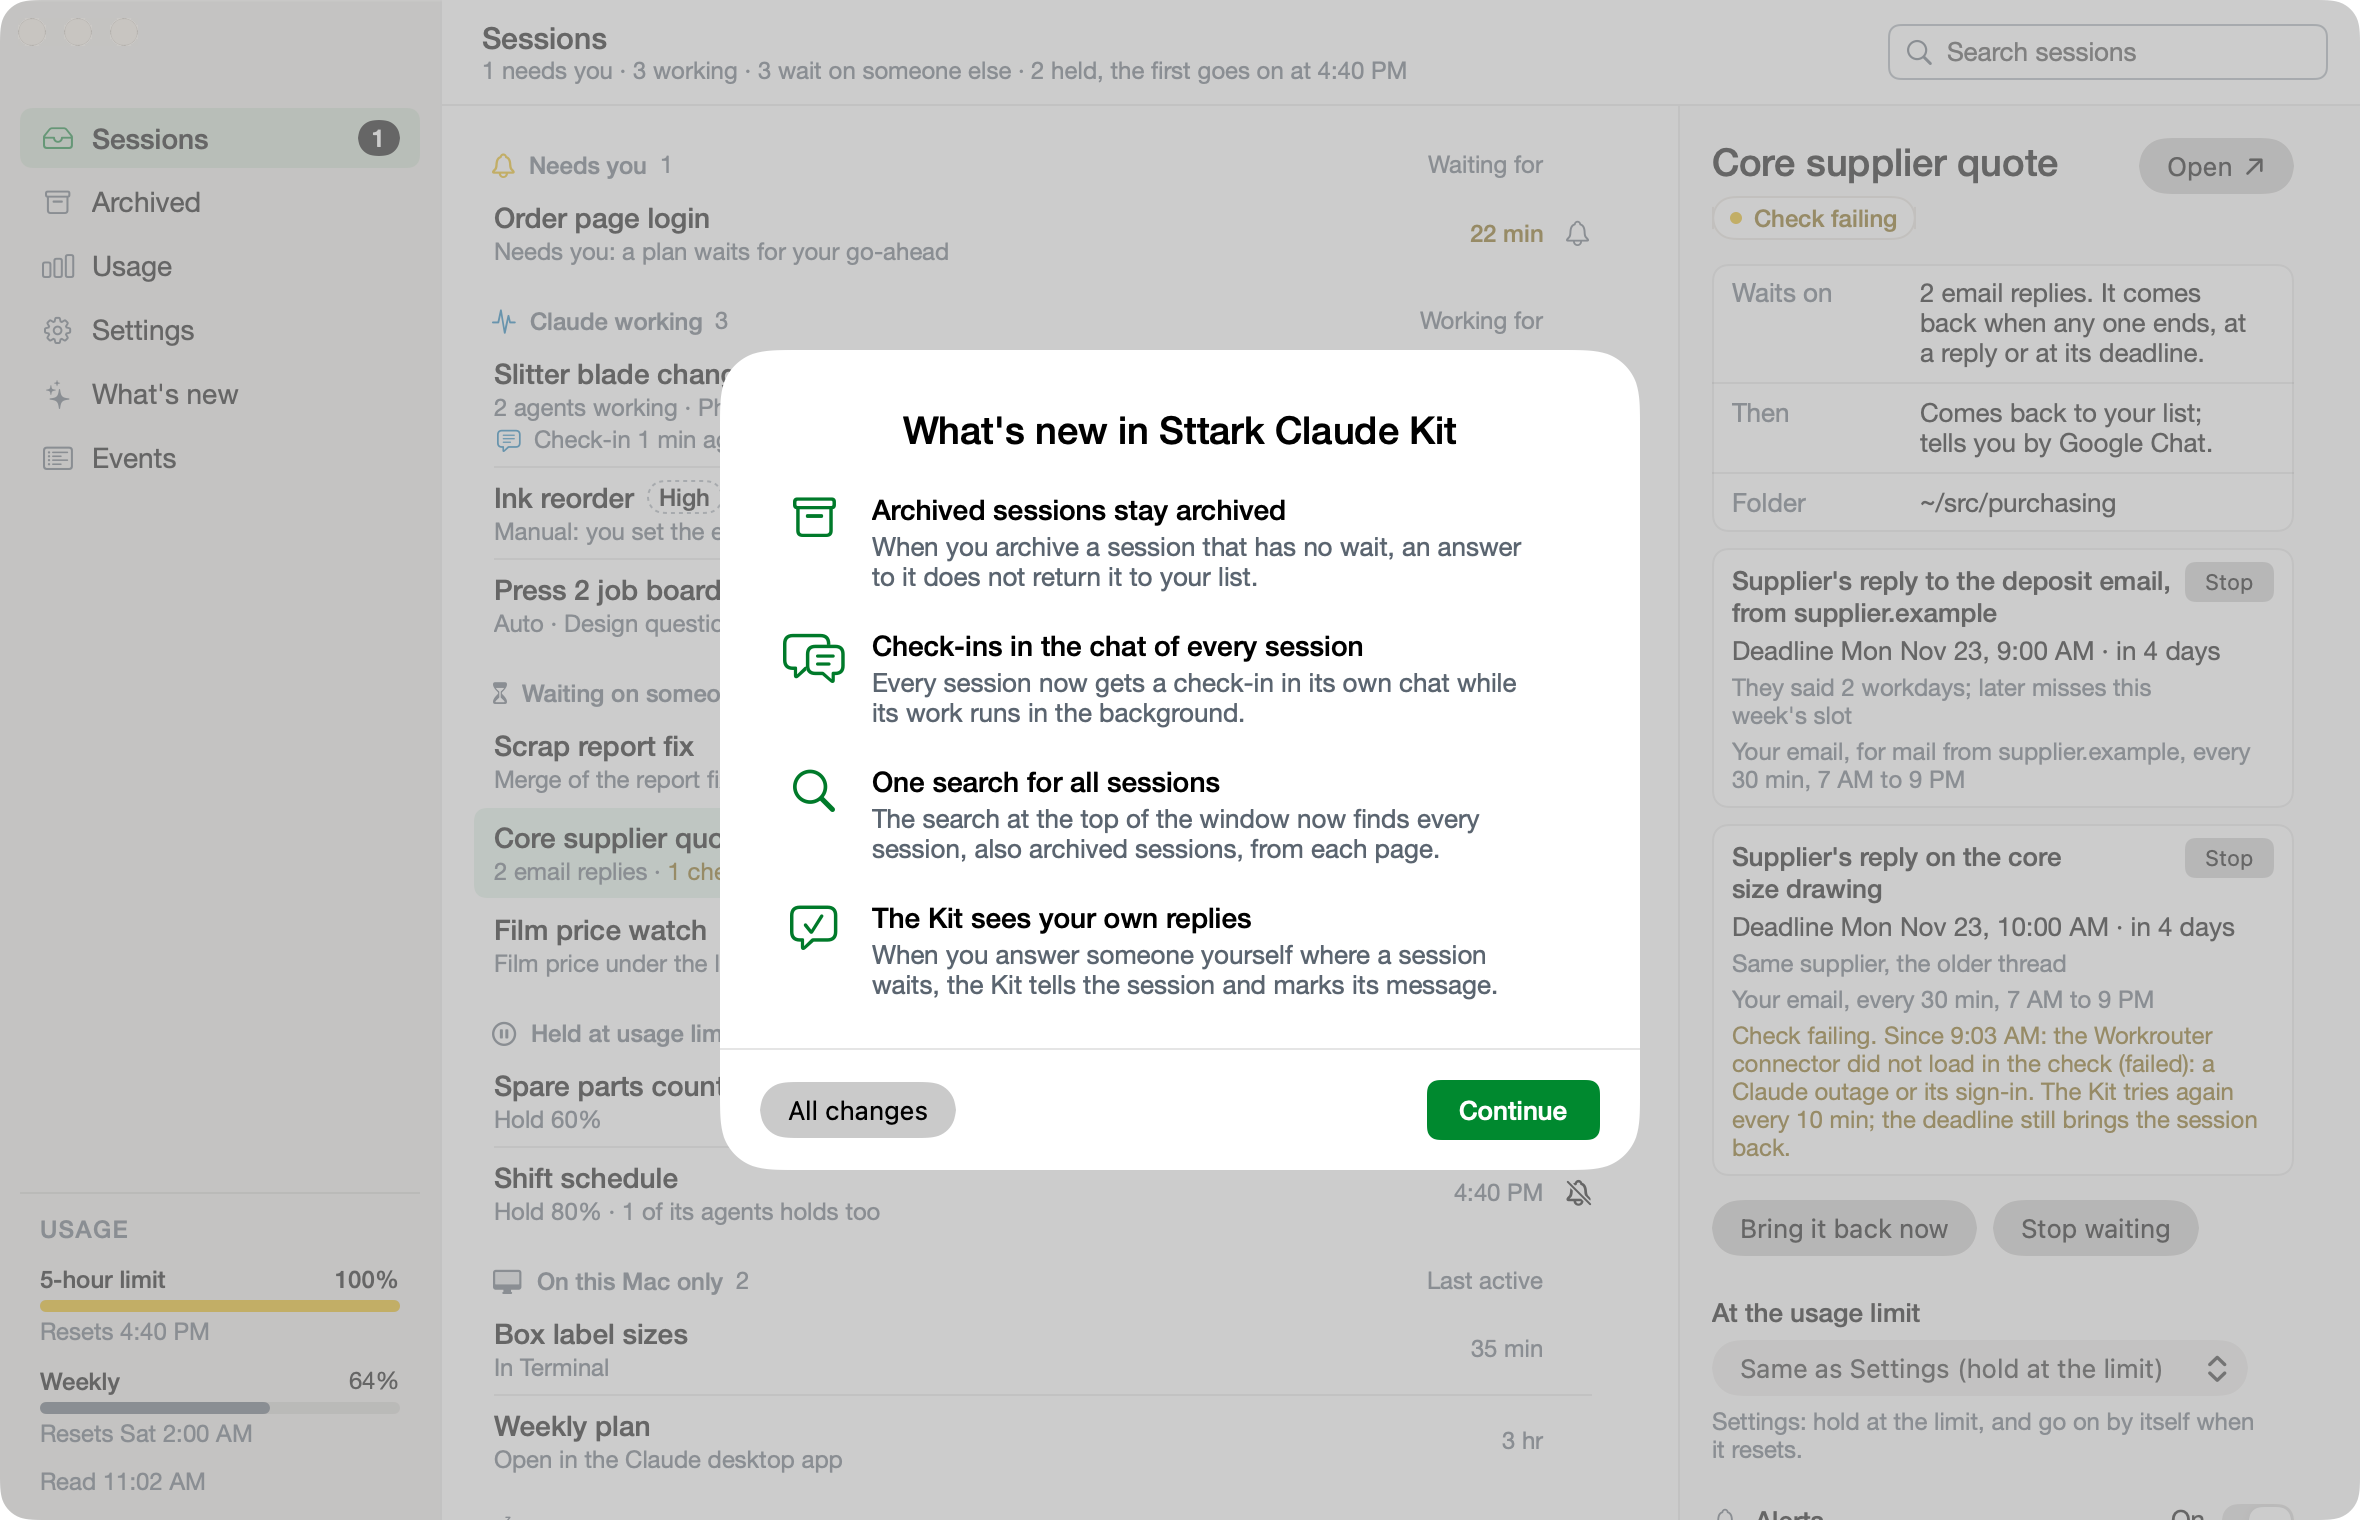 Sessions
1 needs you · 3 working · 3 wait on someone else · 2 held, the first goes on at 4:40 PM
Search sessions
Sessions 1
Archived
Usage
Settings
What's new
Events
USAGE
5-hour limit 100%
Resets 4:40 PM
Weekly 64%
Resets Sat 2:00 AM
Read 11:02 AM
Needs you 1 Waiting for
Order page login
Needs you: a plan waits for your go-ahead
22 min
Claude working 3 Working for
Slitter blade
2 agents working ·
Check-in 1 min
Ink reorder High
Manual: you set the
Press 2 job board
Auto · Design
Waiting on
Scrap report fix
Merge of the report
Core supplier
2 email replies · 1
Film price watch
Film price under the
Held at usage
Spare parts count
Hold 60%
Shift schedule
Hold 80% · 1 of its agents holds too
4:40 PM
On this Mac only 2 Last active
Box label sizes
In Terminal
35 min
Weekly plan
Open in the Claude desktop app
3 hr
What's new in Sttark Claude Kit
Archived sessions stay archived
When you archive a session that has no wait, an answer
to it does not return it to your list.
Check-ins in the chat of every session
Every session now gets a check-in in its own chat while
its work runs in the background.
One search for all sessions
The search at the top of the window now finds every
session, also archived sessions, from each page.
The Kit sees your own replies
When you answer someone yourself where a session
waits, the Kit tells the session and marks its message.
All changes
Continue
Core supplier quote
Open
Check failing
Waits on
2 email replies. It comes
back when any one ends, at
a reply or at its deadline.
Then
Comes back to your list;
tells you by Google Chat.
Folder
~/src/purchasing
Supplier's reply to the deposit email,
from supplier.example
Stop
Deadline Mon Nov 23, 9:00 AM · in 4 days
They said 2 workdays; later misses this
week's slot
Your email, for mail from supplier.example, every
30 min, 7 AM to 9 PM
Supplier's reply on the core
size drawing
Stop
Deadline Mon Nov 23, 10:00 AM · in 4 days
Same supplier, the older thread
Your email, every 30 min, 7 AM to 9 PM
Check failing. Since 9:03 AM: the Workrouter
connector did not load in the check (failed): a
Claude outage or its sign-in. The Kit tries again
every 10 min; the deadline still brings the session
back.
Bring it back now
Stop waiting
At the usage limit
Same as Settings (hold at the limit)
Settings: hold at the limit, and go on by itself when
it resets.
Alerts On